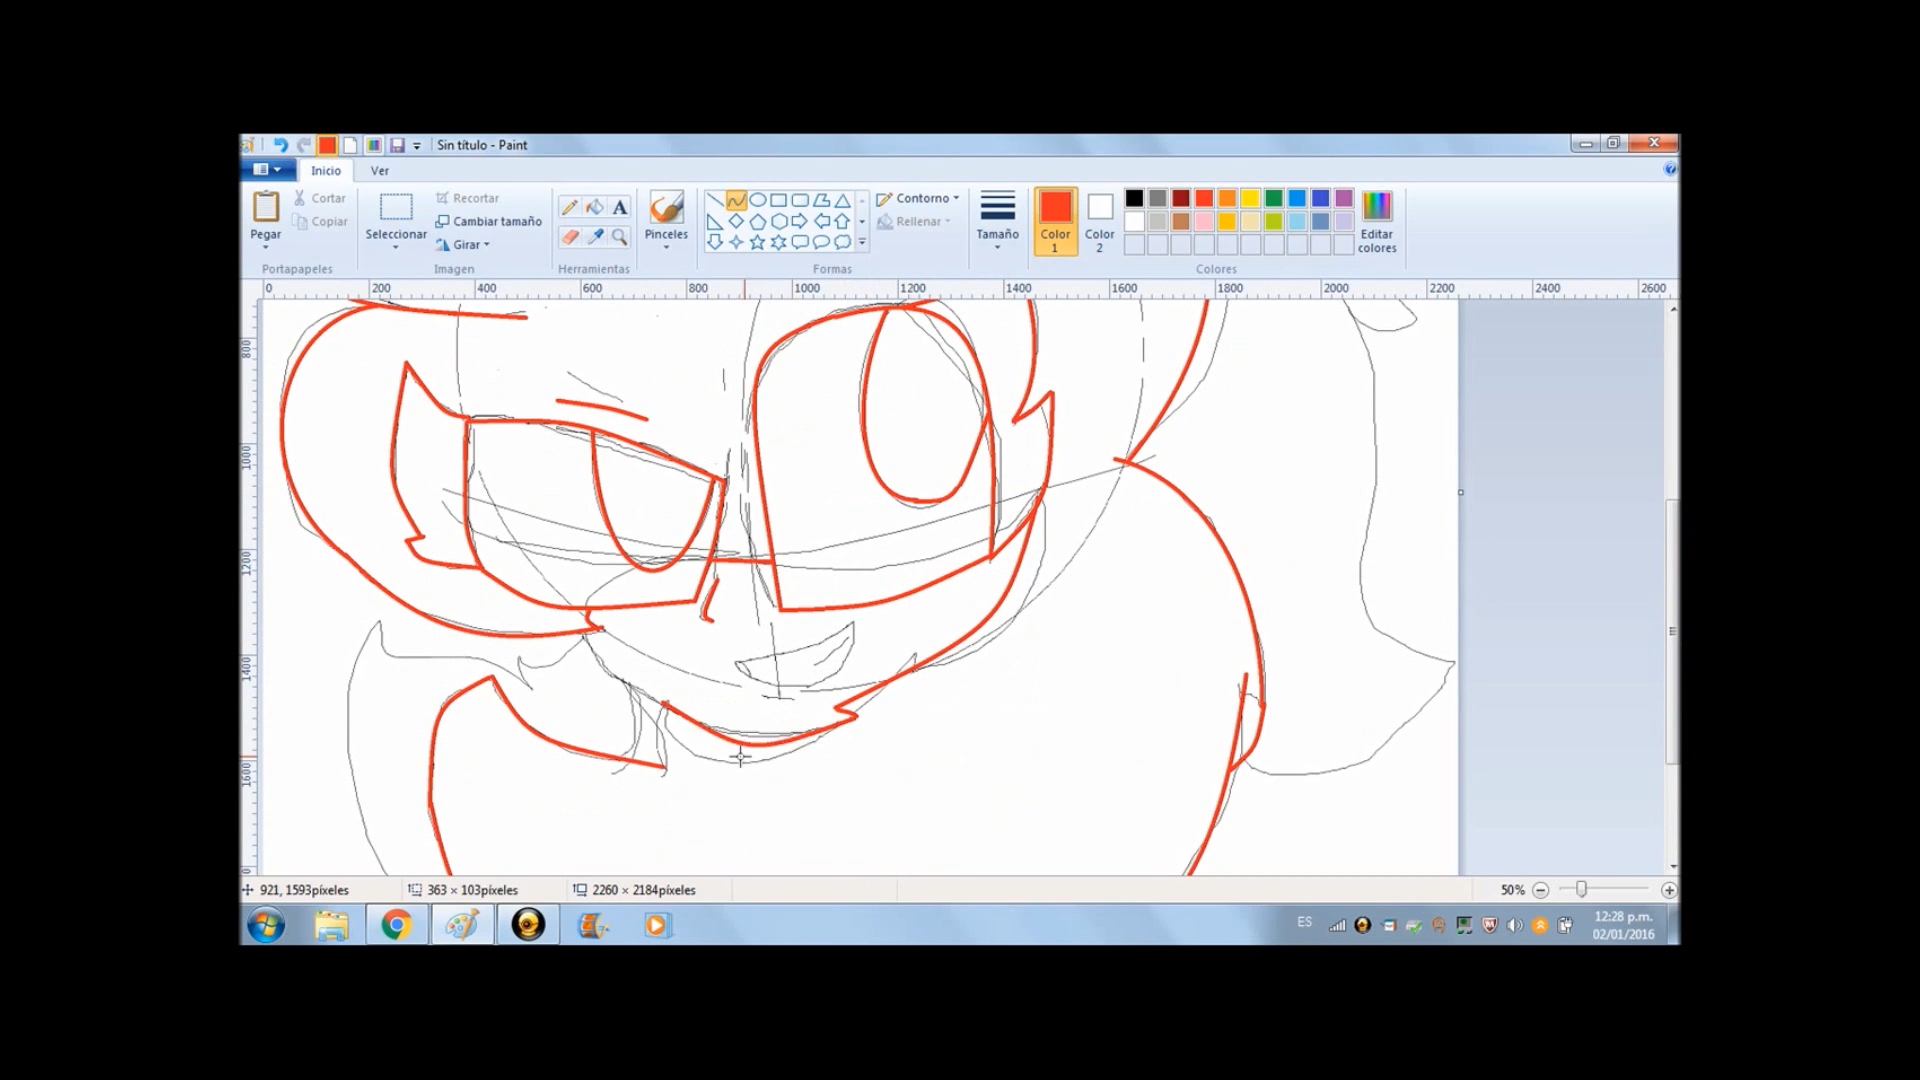 Sin título - Paint
Inicio Ver
Pegar
Cortar
Copiar
Portapapeles
Seleccionar
Recortar
Cambiar tamaño
Girar
Imagen
A
Herramientas
Pinceles
Contorno
Rellenar
Formas
Tamaño
Color
1
Color
2
Editar
colores
Colores
0 200 400 600 800 1000 1200 1400 1600 1800 2000 2200 2400 2600
800
1000
1200
1400
1600
921, 1593píxeles 363 × 103píxeles 2260 × 2184píxeles 50%
ES 12:28 p.m.
02/01/2016